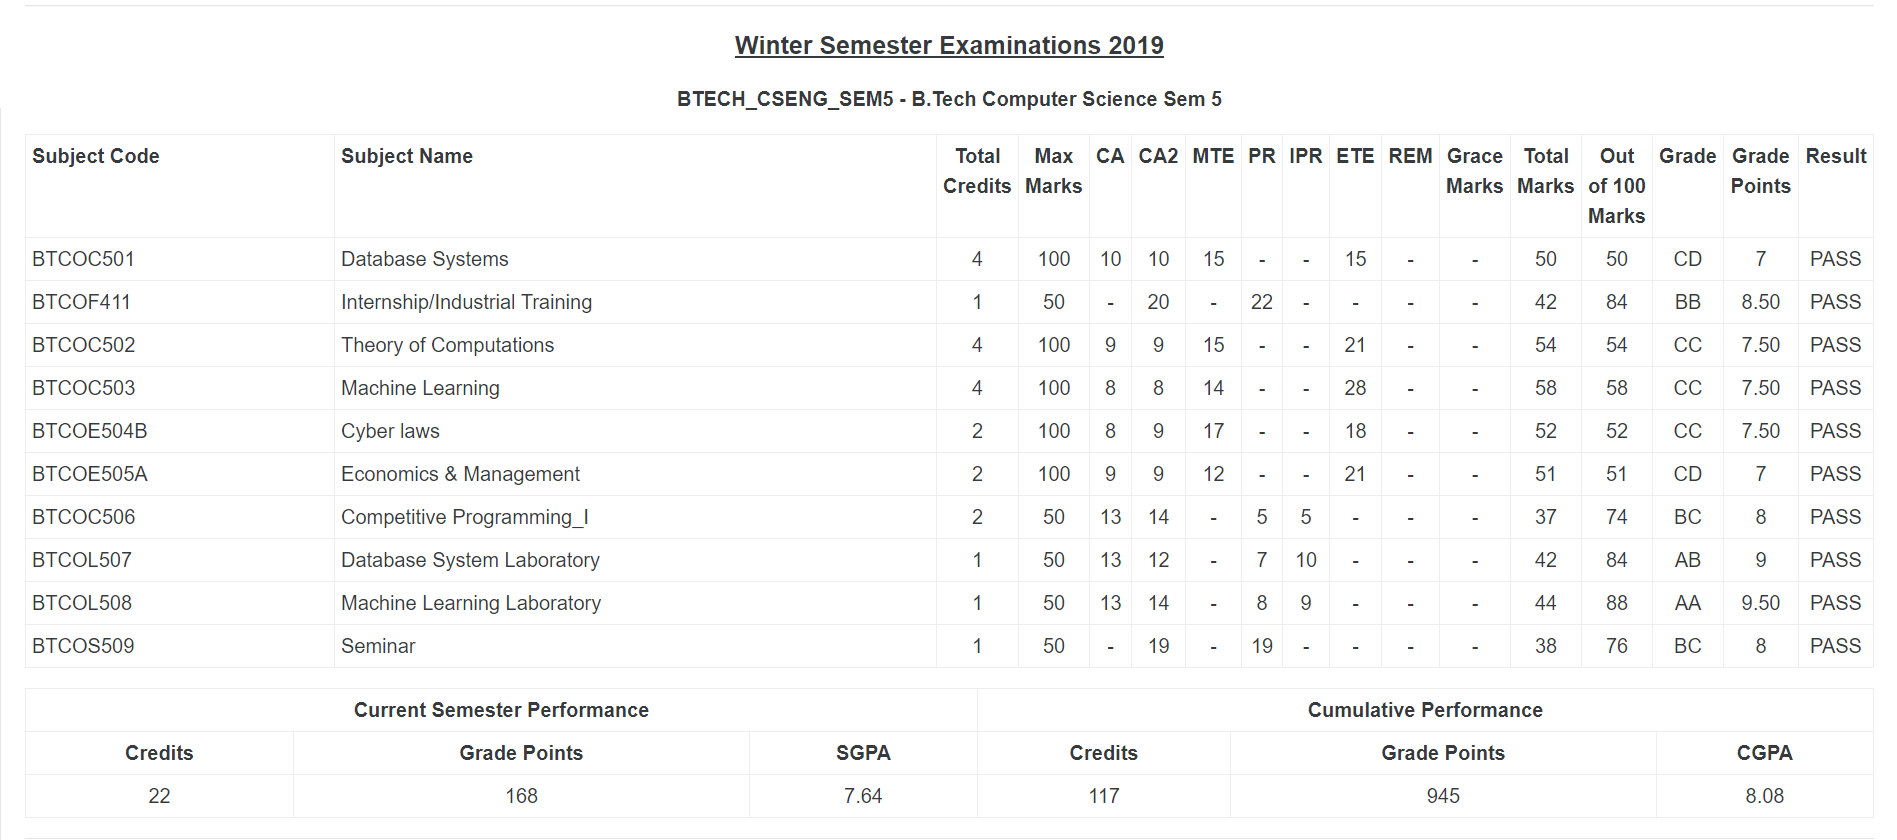 Winter Semester Examinations 2019
BTECH_CSENG_SEM5 - B.Tech Computer Science Sem 5
Subject Code Subject Name Total Credits Max Marks CA CA2 MTE PR IPR ETE REM Grace Marks Total Marks Out of 100 Marks Grade Grade Points Result
BTCOC501 Database Systems 4 100 10 10 15 - - 15 - - 50 50 CD 7 PASS
BTCOF411 Internship/Industrial Training 1 50 - 20 - 22 - - - - 42 84 BB 8.50 PASS
BTCOC502 Theory of Computations 4 100 9 9 15 - - 21 - - 54 54 CC 7.50 PASS
BTCOC503 Machine Learning 4 100 8 8 14 - - 28 - - 58 58 CC 7.50 PASS
BTCOE504B Cyber laws 2 100 8 9 17 - - 18 - - 52 52 CC 7.50 PASS
BTCOE505A Economics & Management 2 100 9 9 12 - - 21 - - 51 51 CD 7 PASS
BTCOC506 Competitive Programming_I 2 50 13 14 - 5 5 - - - 37 74 BC 8 PASS
BTCOL507 Database System Laboratory 1 50 13 12 - 7 10 - - - 42 84 AB 9 PASS
BTCOL508 Machine Learning Laboratory 1 50 13 14 - 8 9 - - - 44 88 AA 9.50 PASS
BTCOS509 Seminar 1 50 - 19 - 19 - - - - 38 76 BC 8 PASS
Current Semester Performance Cumulative Performance
Credits Grade Points SGPA Credits Grade Points CGPA
22 168 7.64 117 945 8.08